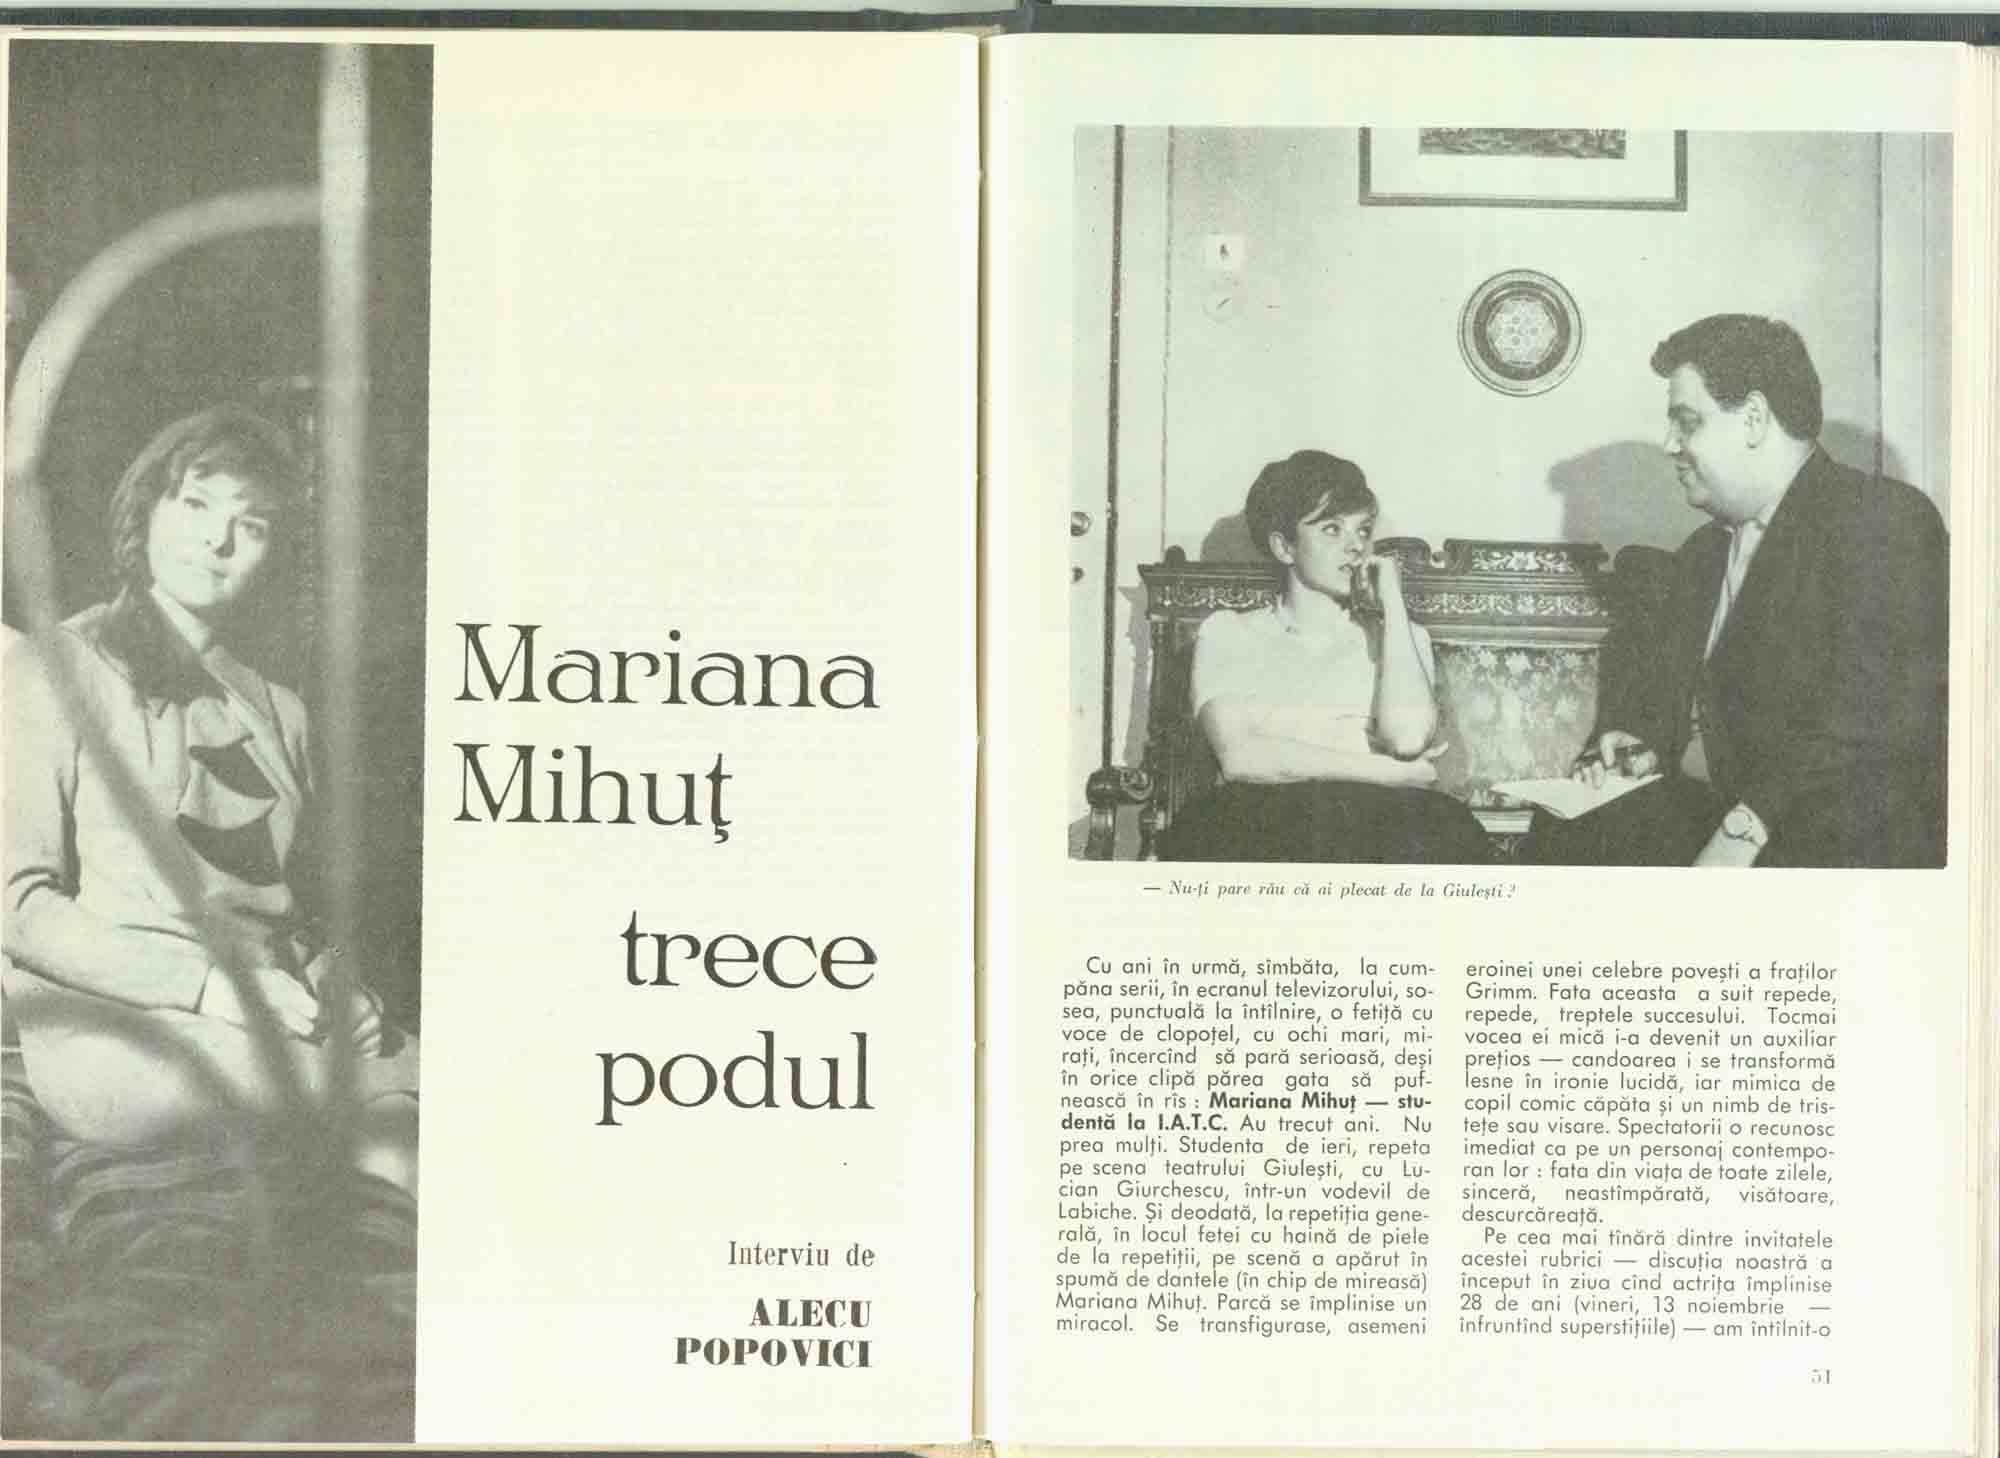 Mariana
Mihuţ
trece
podul
Interviu de
ALECU
POPOVICI
— Nu-ţi pare rău că ai plecat de la Giuleşti ?
Cu ani în urmă, sîmbăta, la cum-
păna serii, în ecranul televizorului, so-
sea, punctuală la întîlnire, o fetiţă cu
voce de clopoţel, cu ochi mari, mi-
raţi, încercînd să pară serioasă, deşi
în orice clipă părea gata să puf-
nească în rîs : Mariana Mihuţ — stu-
dentă la I.A.T.C. Au trecut ani. Nu
prea mulţi. Studenta de ieri, repeta
pe scena teatrului Giuleşti, cu Lu-
cian Giurchescu, într-un vodevil de
Labiche. Şi deodată, la repetiţia gene-
rală, în locul fetei cu haină de piele
de la repetiţii, pe scenă a apărut în
spumă de dantele (în chip de mireasă)
Mariana Mihuţ. Parcă se împlinise un
miracol. Se transfigurase, asemeni
eroinei unei celebre poveşti a fraţilor
Grimm. Fata aceasta a suit repede,
repede, treptele succesului. Tocmai
vocea ei mică i-a devenit un auxiliar
preţios — candoarea i se transformă
lesne în ironie lucidă, iar mimica de
copil comic căpăta şi un nimb de tris-
teţe sau visare. Spectatorii o recunosc
imediat ca pe un personaj contempo-
ran lor : fata din viaţa de toate zilele,
sinceră, neastîmpărată, visătoare,
descurcăreaţă.
Pe cea mai tînără dintre invitatele
acestei rubrici — discuţia noastră a
început în ziua cînd actriţa împlinise
28 de ani (vineri, 13 noiembrie —
înfruntînd superstiţiile) — am întîlnit-o
51